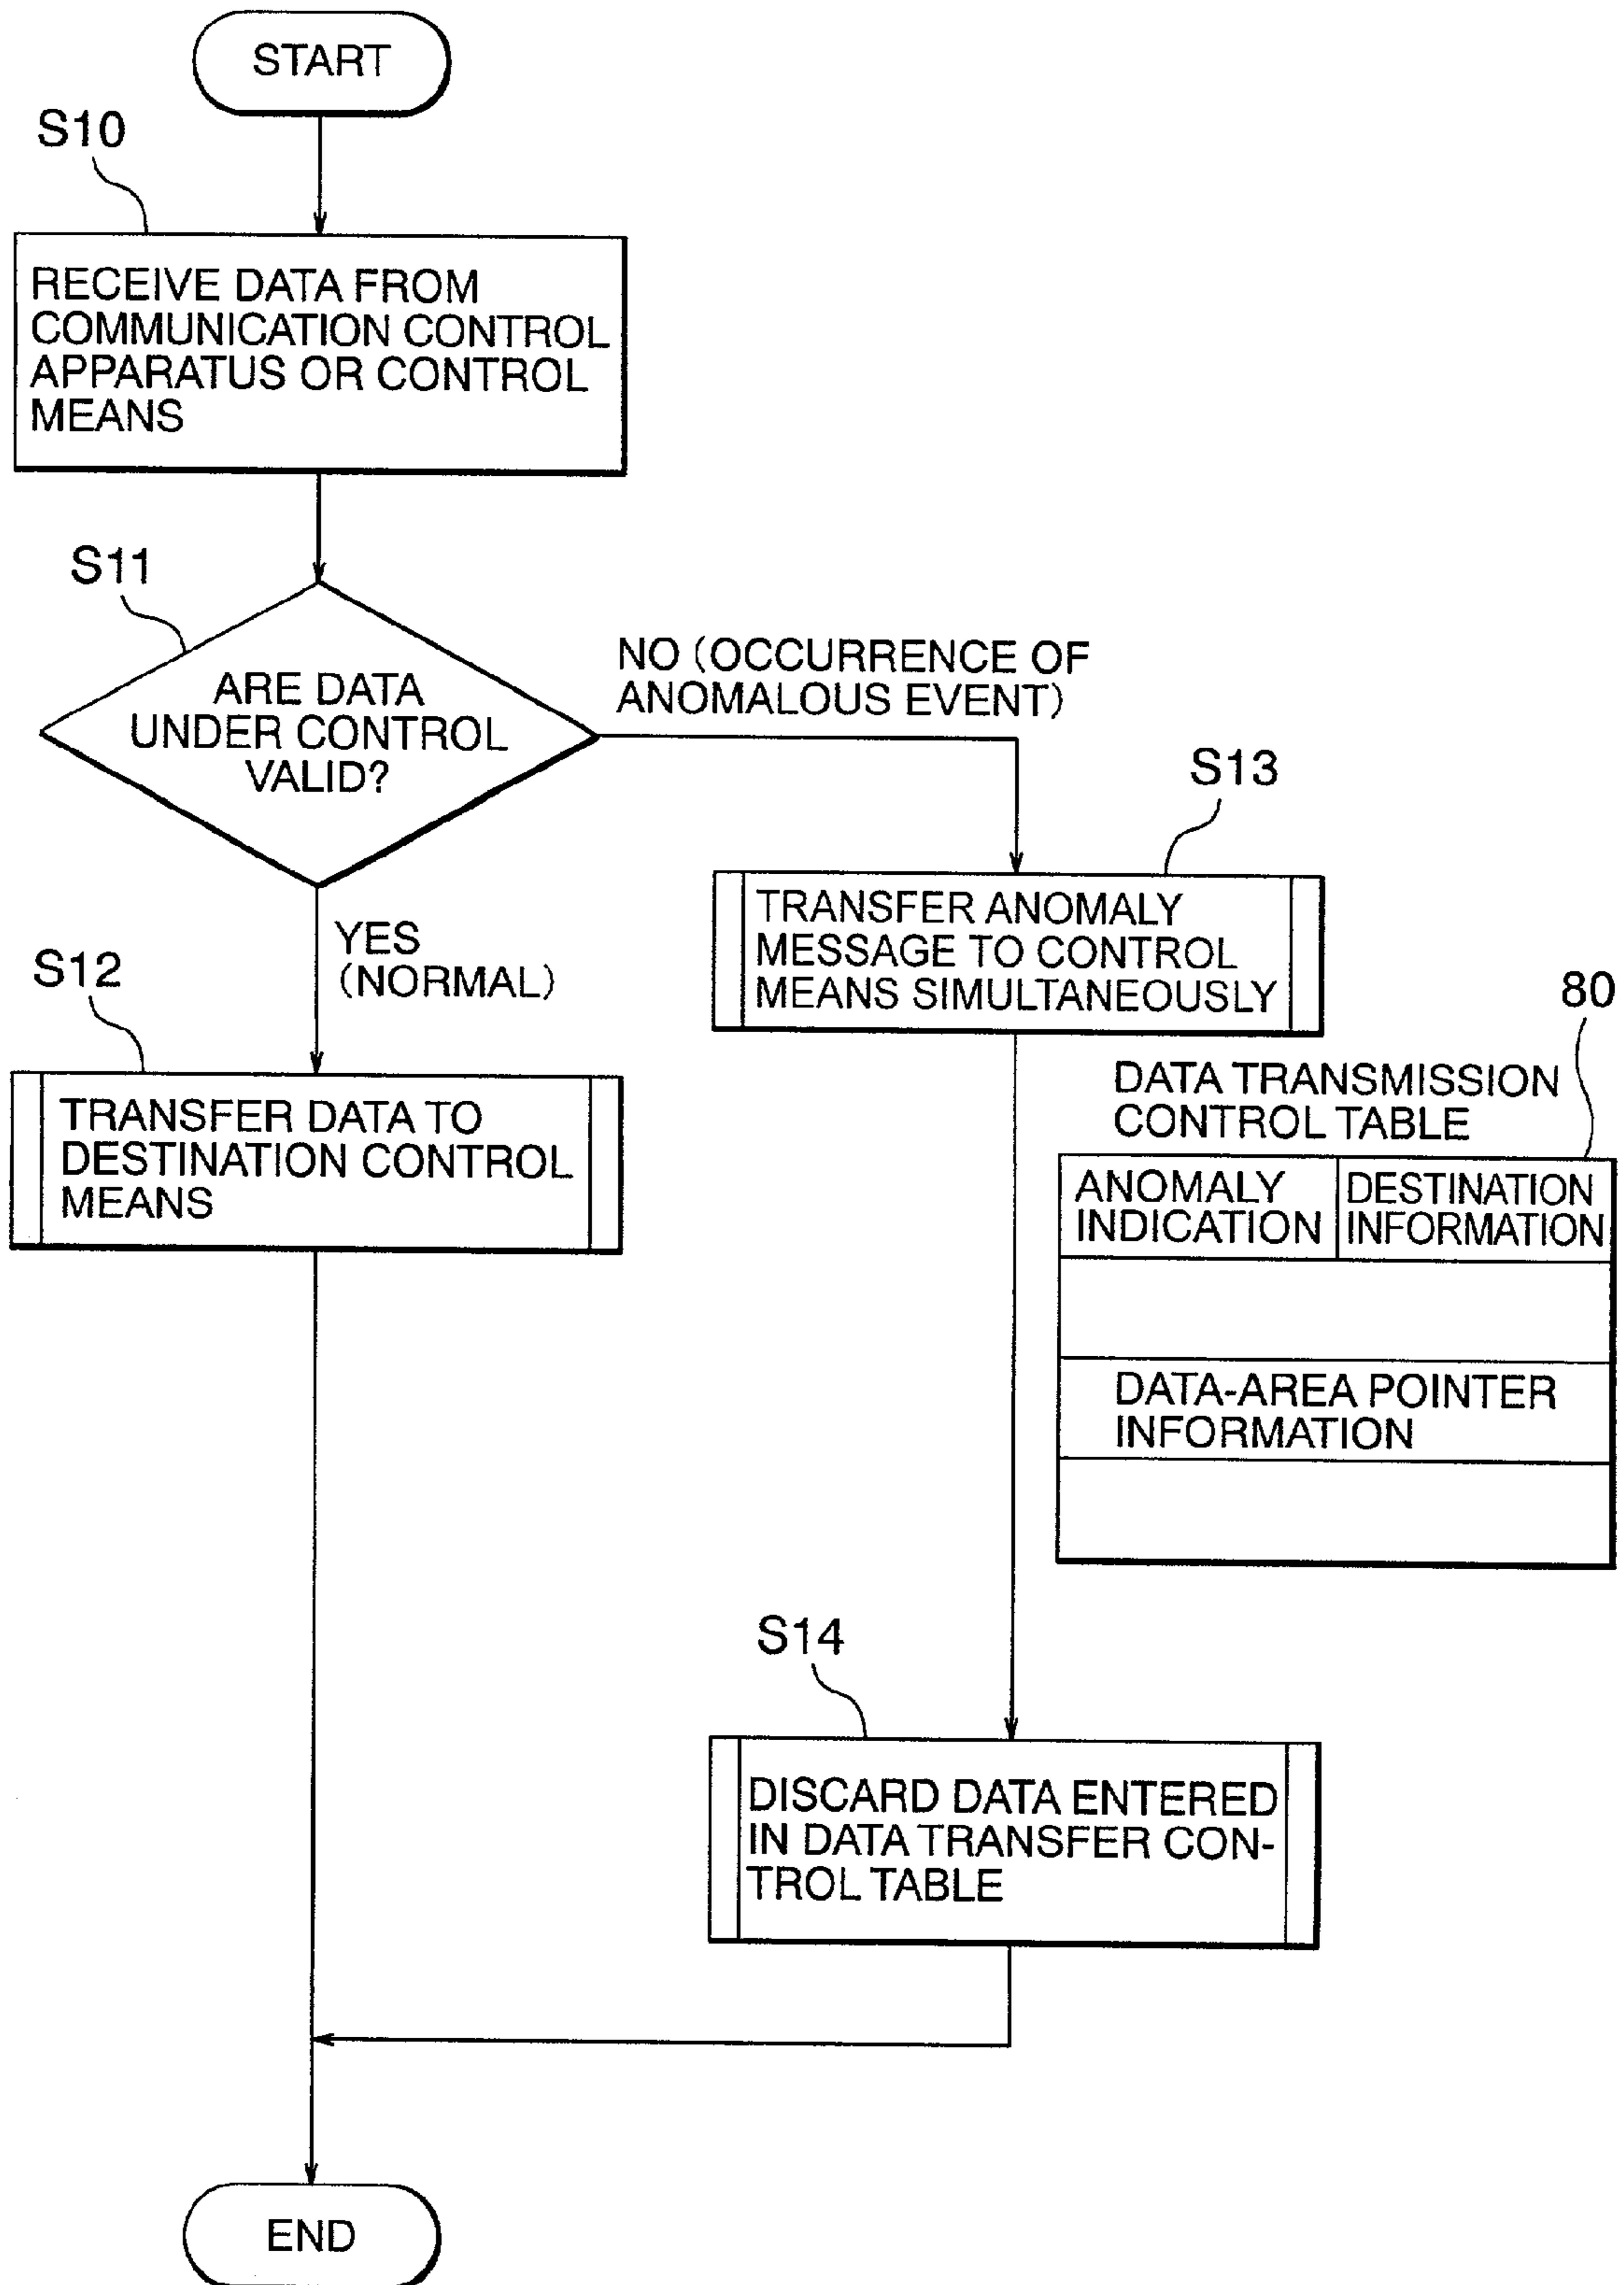 START
S10
RECEIVE DATA FROM
COMMUNICATION CONTROL
APPARATUS OR CONTROL
MEANS
S11
ARE DATA
UNDER CONTROL
VALID?
NO (OCCURRENCE OF
ANOMALOUS EVENT)
YES
(NORMAL)
S12
TRANSFER DATA TO
DESTINATION CONTROL
MEANS
S13
TRANSFER ANOMALY
MESSAGE TO CONTROL
MEANS SIMULTANEOUSLY
80
DATA TRANSMISSION
CONTROL TABLE
ANOMALY
INDICATION
DESTINATION
INFORMATION
DATA-AREA POINTER
INFORMATION
S14
DISCARD DATA ENTERED
IN DATA TRANSFER CON-
TROL TABLE
END